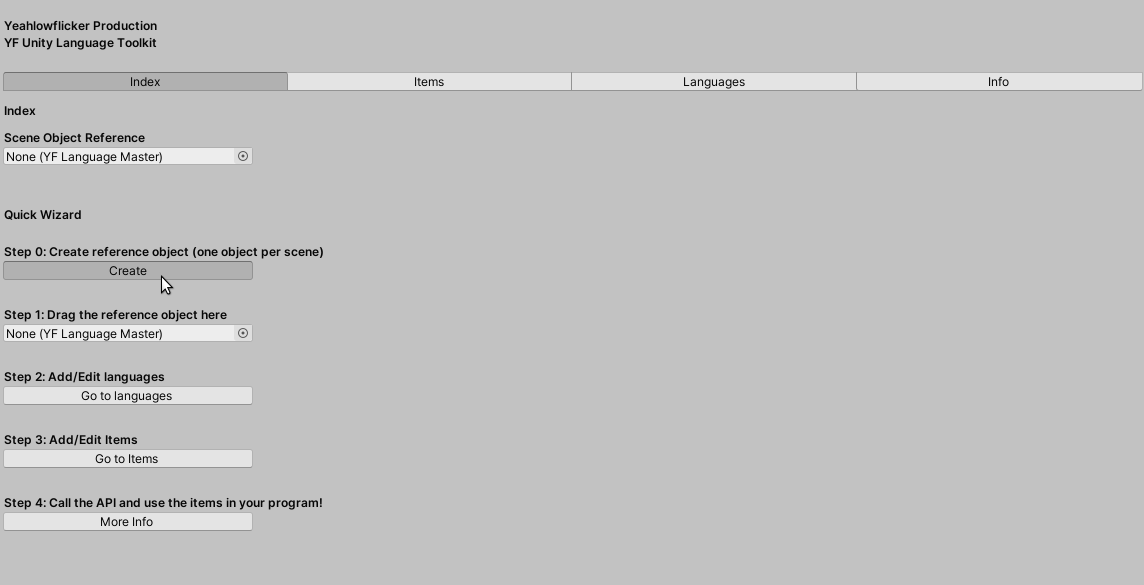 Yeahlowflicker Production
YF Unity Language Toolkit
Index Items Languages Info
Index
Scene Object Reference
None (YF Language Master)
Quick Wizard
Step 0: Create reference object (one object per scene)
Create
Step 1: Drag the reference object here
None (YF Language Master)
Step 2: Add/Edit languages
Go to languages
Step 3: Add/Edit Items
Go to Items
Step 4: Call the API and use the items in your program!
More Info